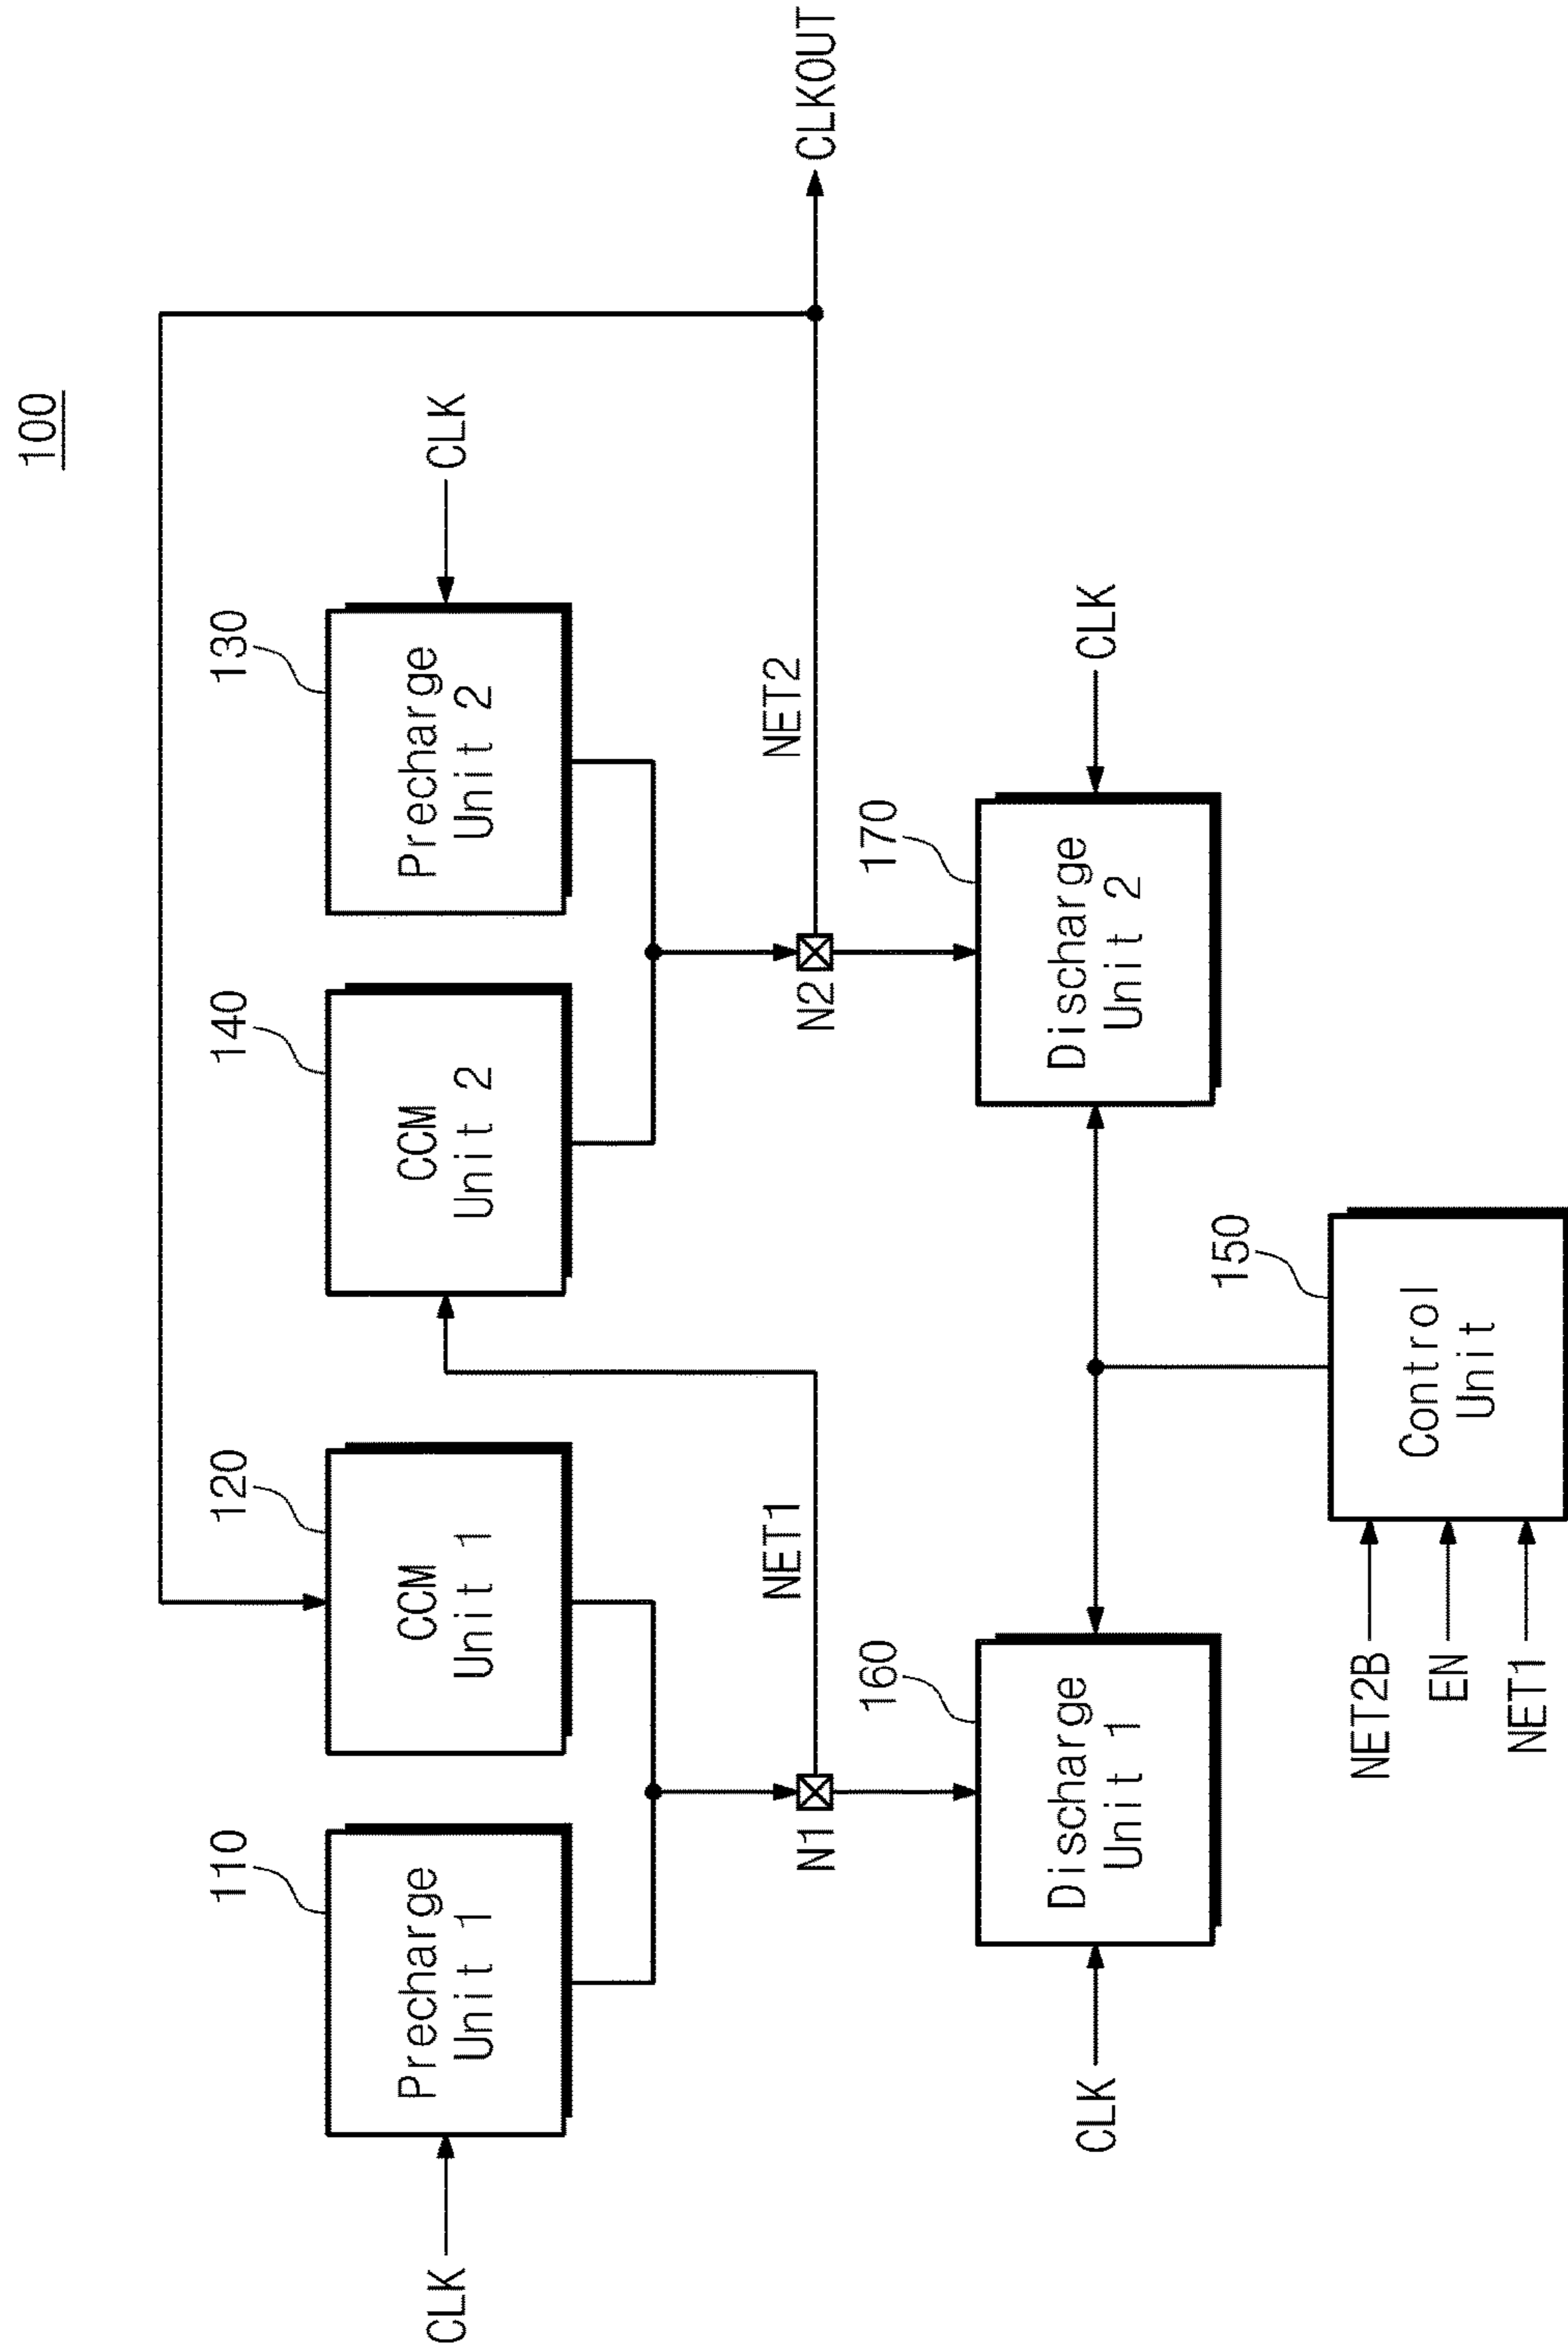 100
110
120
140
130
CLK
Precharge
Unit 1
CCM
Unit 1
CCM
Unit 2
Precharge
Unit 2
CLK
NET1
NET2
N1
N2
CLKOUT
160
170
CLK
Discharge
Unit 1
Discharge
Unit 2
CLK
150
NET2B
EN
NET1
Control
Unit